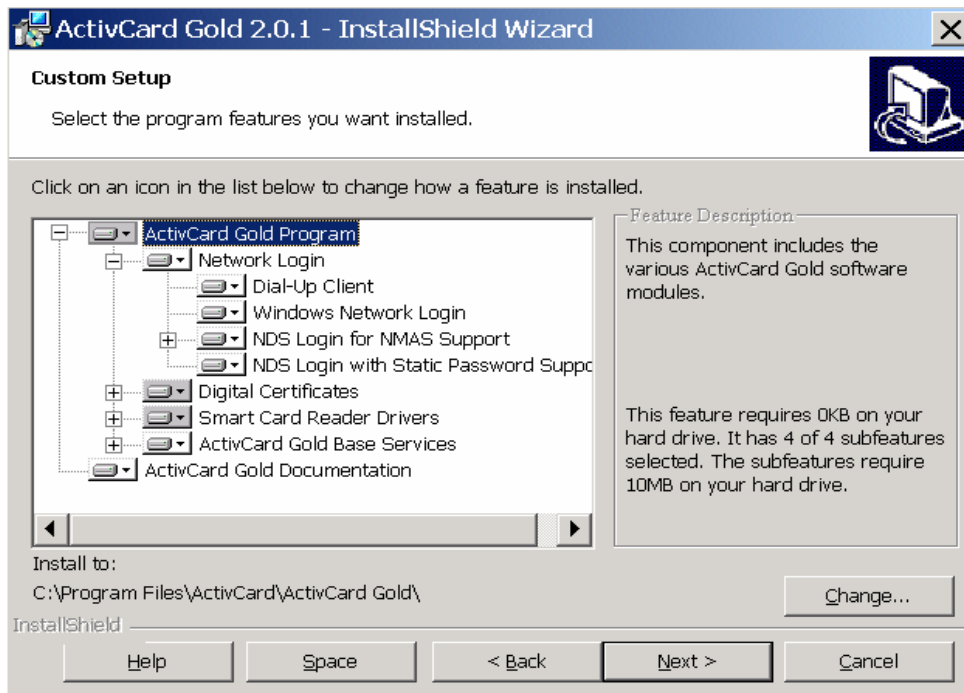 ActivCard Gold 2.0.1 - InstallShield Wizard
Custom Setup
Select the program features you want installed.
Click on an icon in the list below to change how a feature is installed.
ActivCard Gold Program
Network Login
Dial-Up Client
Windows Network Login
NDS Login for NMAS Support
NDS Login with Static Password Suppo
Digital Certificates
Smart Card Reader Drivers
ActivCard Gold Base Services
ActivCard Gold Documentation
Feature Description
This component includes the
various ActivCard Gold software
modules.
This feature requires 0KB on your
hard drive. It has 4 of 4 subfeatures
selected. The subfeatures require
10MB on your hard drive.
Install to:
C:\Program Files\ActivCard\ActivCard Gold\
Change...
InstallShield
Help
Space
< Back
Next >
Cancel